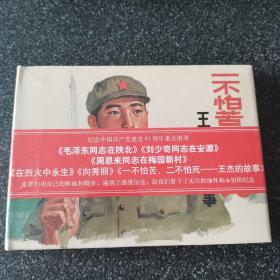 一不怕苦
王
纪念中国共产党建党85周年重点图书
《毛泽东同志在陕北》《刘少奇同志在安源》
《周恩来同志在梅园新村》
《在烈火中永生》《向秀丽》《一不怕苦，二不怕死——王杰的故事》
事